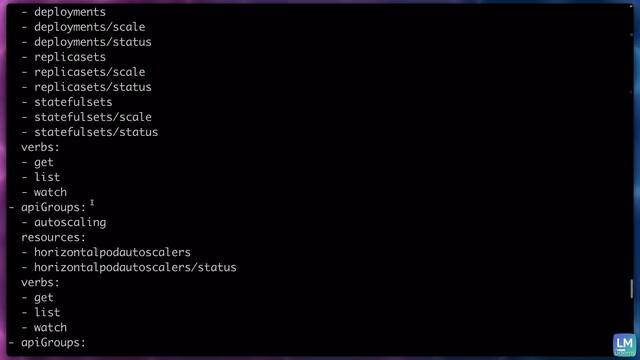 - deployments
- deployments/scale
- deployments/status
- replicasets
- replicasets/scale
- replicasets/status
- statefulsets
- statefulsets/scale
- statefulsets/status
verbs:
- get
- list
- watch
- apiGroups:
- autoscaling
resources:
- horizontalpodautoscalers
- horizontalpodautoscalers/status
verbs:
- get
- list
- watch
- apiGroups:
LM